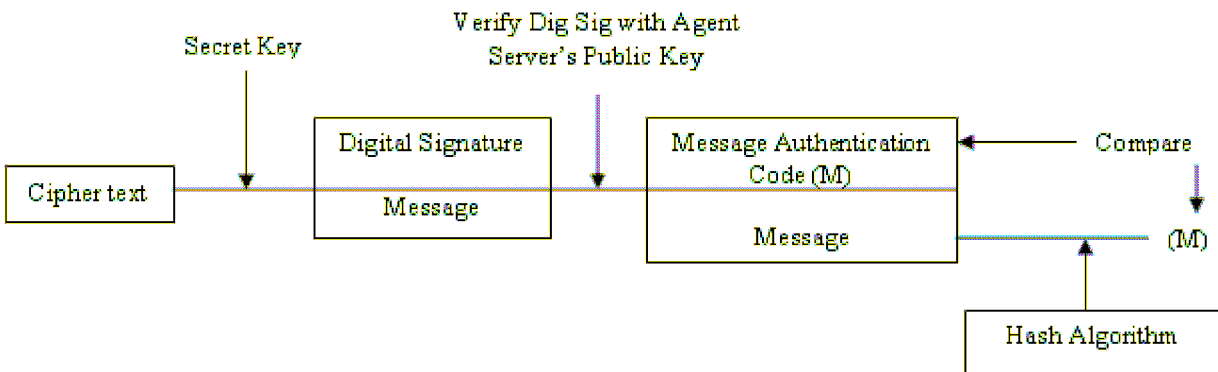 Verify Dig Sig with Agent
Server's Public Key
Secret Key
Digital Signature
Message
Message Authentication
Code (M)
Message
Compare
Cipher text
(M)
Hash Algorithm